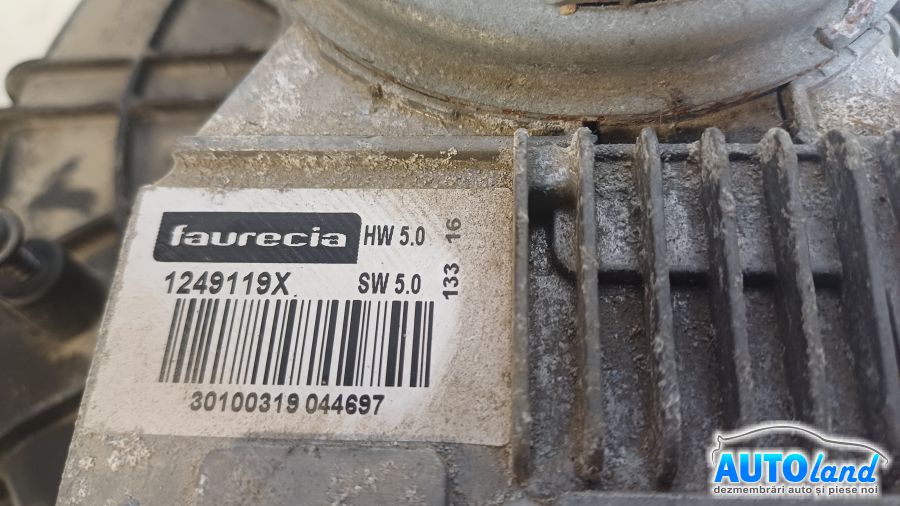 faurecia HW 5.0
1249119X SW 5.0
133 16
30100319 044697
AUTOland
dezmembrări auto și piese noi